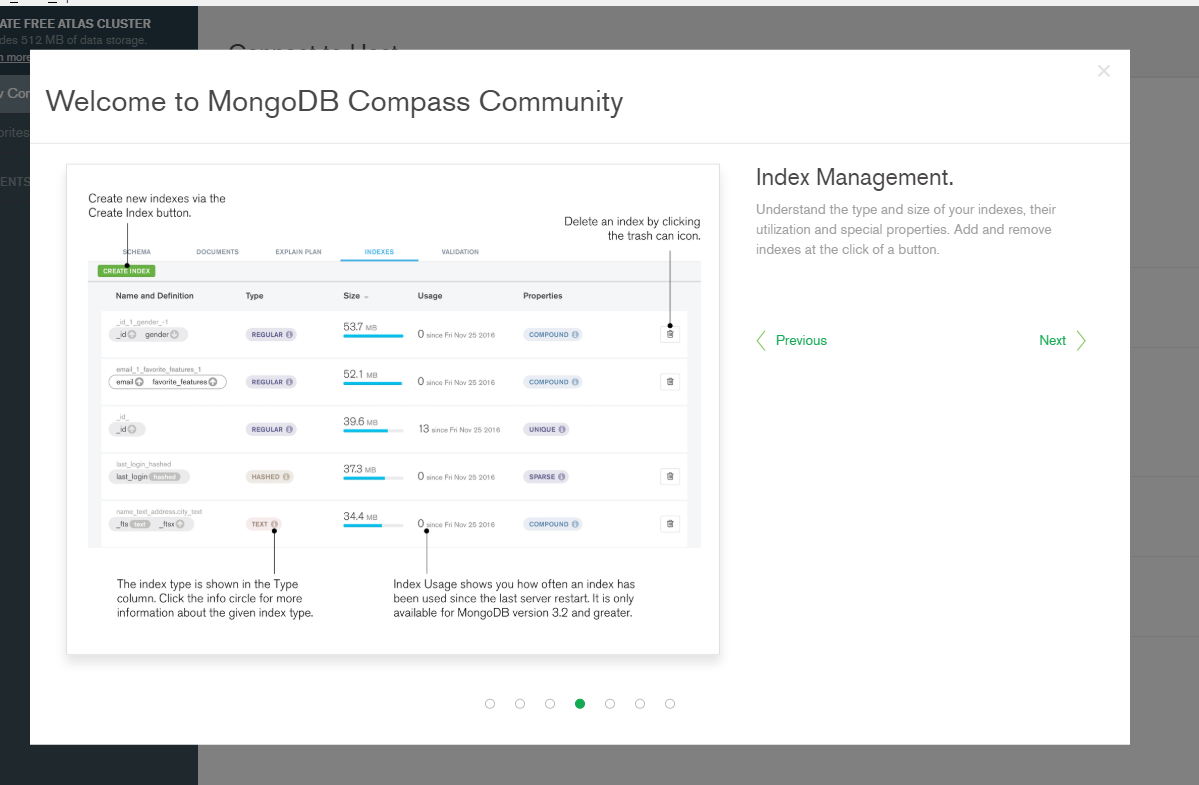 ATE FREE ATLAS CLUSTER
des 512 MB of data storage.
n more
Connect to Host
v Con
orites
ENTS
Welcome to MongoDB Compass Community
×
Create new indexes via the
Create Index button.
Delete an index by clicking
the trash can icon.
SCHEMA DOCUMENTS EXPLAIN PLAN INDEXES VALIDATION
CREATE INDEX
Name and Definition Type Size Usage Properties
_id_1_gender_-1
_id gender REGULAR 53.7 MB 0 since Fri Nov 25 2016 COMPOUND
email_1_favorite_features_1
email favorite_features REGULAR 52.1 MB 0 since Fri Nov 25 2016 COMPOUND
_id_
_id REGULAR 39.6 MB 13 since Fri Nov 25 2016 UNIQUE
last_login_hashed
last_login hashed HASHED 37.3 MB 0 since Fri Nov 25 2016 SPARSE
name_text_address.city_text
_fts text _ftsx TEXT 34.4 MB 0 since Fri Nov 25 2016 COMPOUND
The index type is shown in the Type
column. Click the info circle for more
information about the given index type.
Index Usage shows you how often an index has
been used since the last server restart. It is only
available for MongoDB version 3.2 and greater.
Index Management.
Understand the type and size of your indexes, their
utilization and special properties. Add and remove
indexes at the click of a button.
Previous
Next